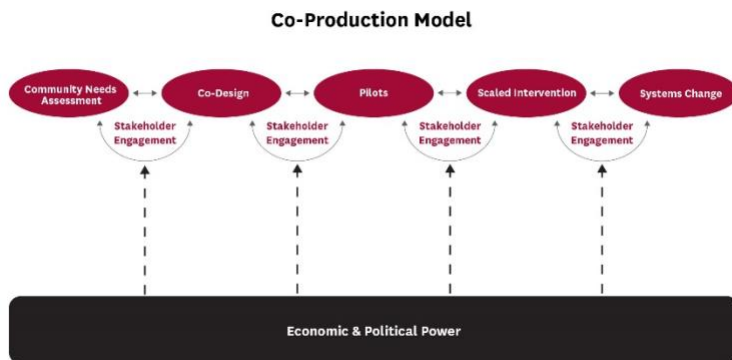 Co-Production Model
Community Needs
Assessment
Co-Design
Pilots
Scaled Intervention
Systems Change
Stakeholder
Engagement
Stakeholder
Engagement
Stakeholder
Engagement
Stakeholder
Engagement
Economic & Political Power